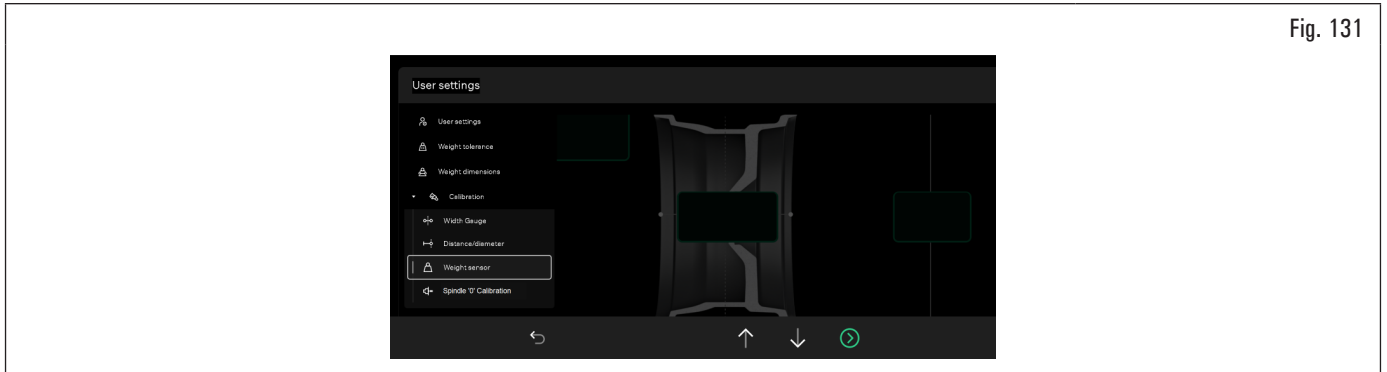 Fig. 131
User settings
User settings
Weight tolerence
Weight dimensions
Calibration
Width Gauge
Distance/diameter
Weight sensor
Spindle '0' Calibration